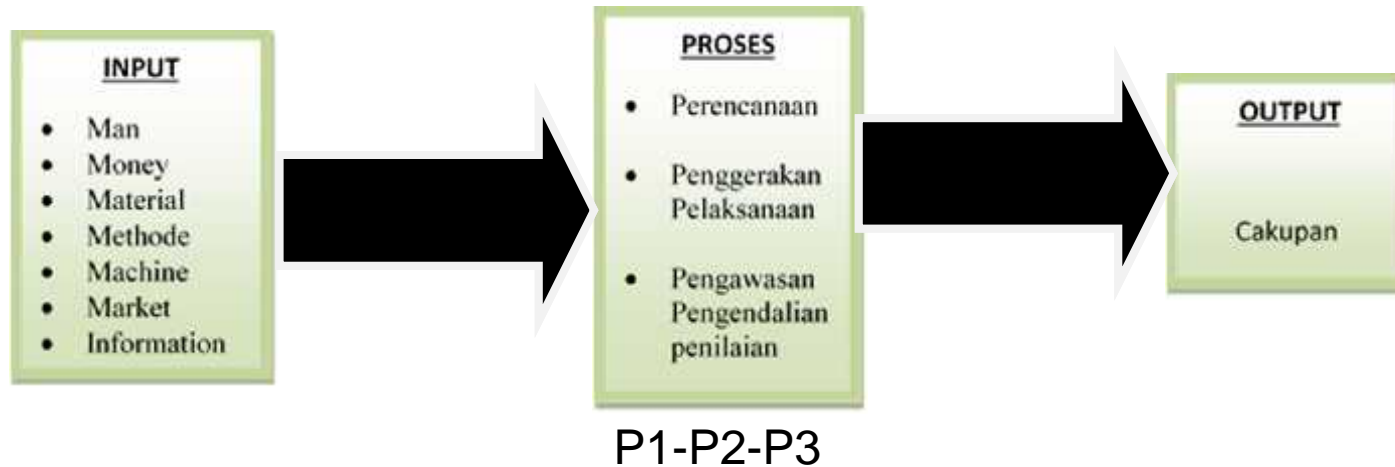 INPUT
• Man
• Money
• Material
• Methode
• Machine
• Market
• Information
PROSES
• Perencanaan
• Penggerakan
Pelaksanaan
• Pengawasan
Pengendalian
penilaian
P1-P2-P3
OUTPUT
Cakupan